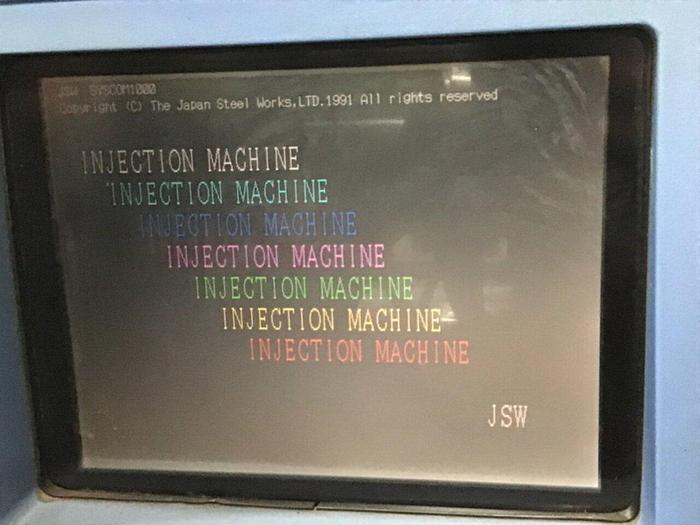 JSW SYSCOM1000
Copyright (C) The Japan Steel Works,LTD.1991 All rights reserved
INJECTION MACHINE
INJECTION MACHINE
INJECTION MACHINE
INJECTION MACHINE
INJECTION MACHINE
INJECTION MACHINE
INJECTION MACHINE
JSW